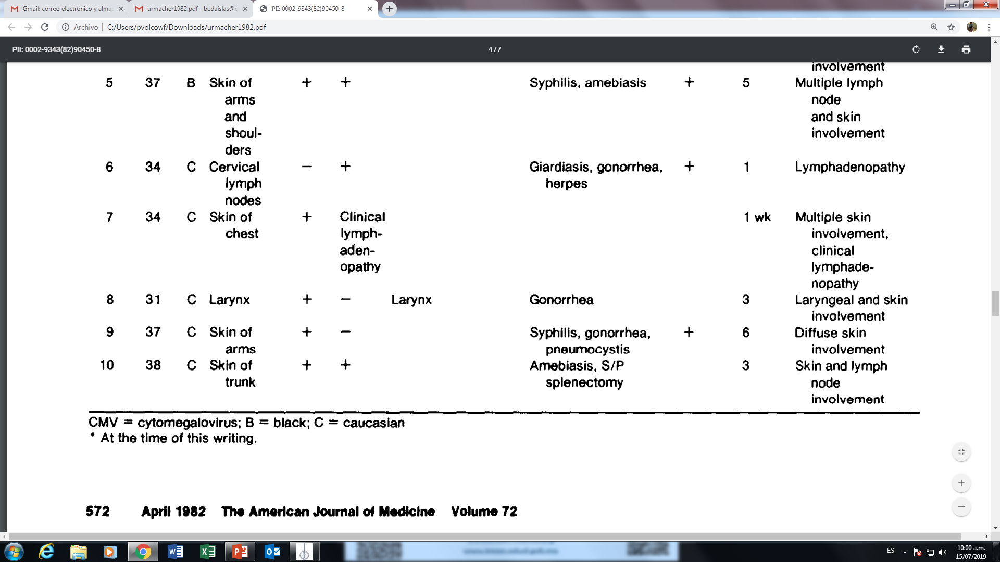 Gmail: correo electrónico y alma
urmacher1982.pdf - bedaislas@g
PII: 0002-9343(82)90450-8
Archivo C:/Users/pvolcowf/Downloads/urmacher1982.pdf
PII: 0002-9343(82)90450-8 4 / 7
involvement
5 37 B Skin of + + Syphilis, amebiasis + 5 Multiple lymph
arms node
and and skin
shoul- involvement
ders
6 34 C Cervical − + Giardiasis, gonorrhea, + 1 Lymphadenopathy
lymph herpes
nodes
7 34 C Skin of + Clinical 1 wk Multiple skin
chest lymph- involvement,
aden- clinical
opathy lymphade-
nopathy
8 31 C Larynx + − Larynx Gonorrhea 3 Laryngeal and skin
involvement
9 37 C Skin of + − Syphilis, gonorrhea, + 6 Diffuse skin
arms pneumocystis involvement
10 38 C Skin of + + Amebiasis, S/P 3 Skin and lymph
trunk splenectomy node
involvement
CMV = cytomegalovirus; B = black; C = caucasian
* At the time of this writing.
572 April 1982 The American Journal of Medicine Volume 72
ES
10:00 a.m.
15/07/2019